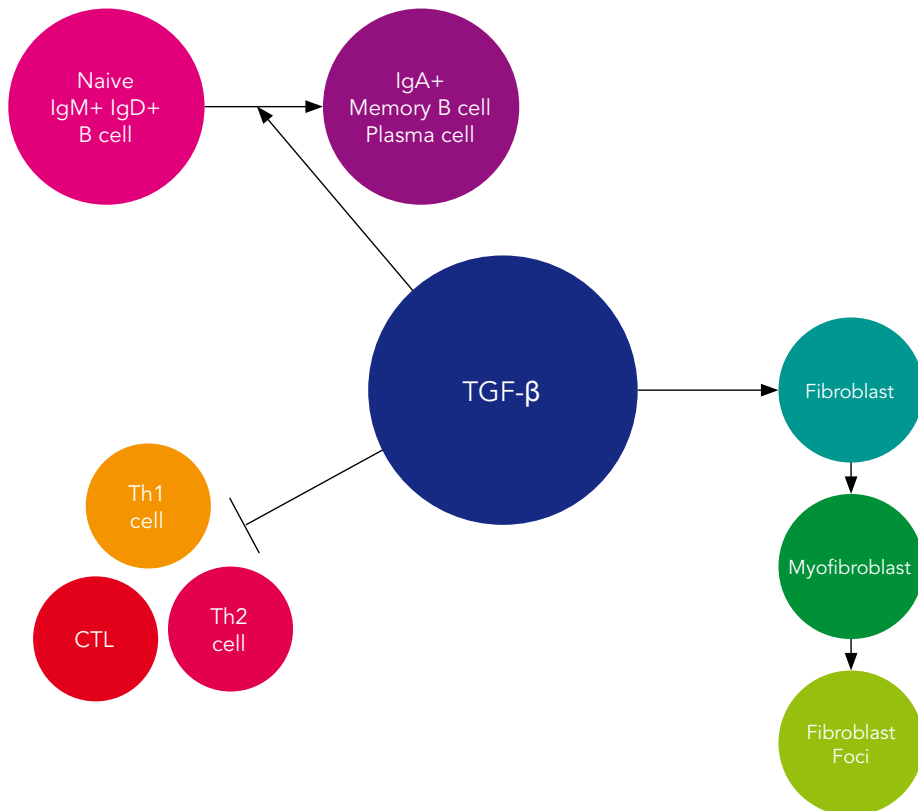 Naive
IgM+ IgD+
B cell
IgA+
Memory B cell
Plasma cell
TGF-β
Fibroblast
Th1
cell
Myofibroblast
CTL
Th2
cell
Fibroblast
Foci